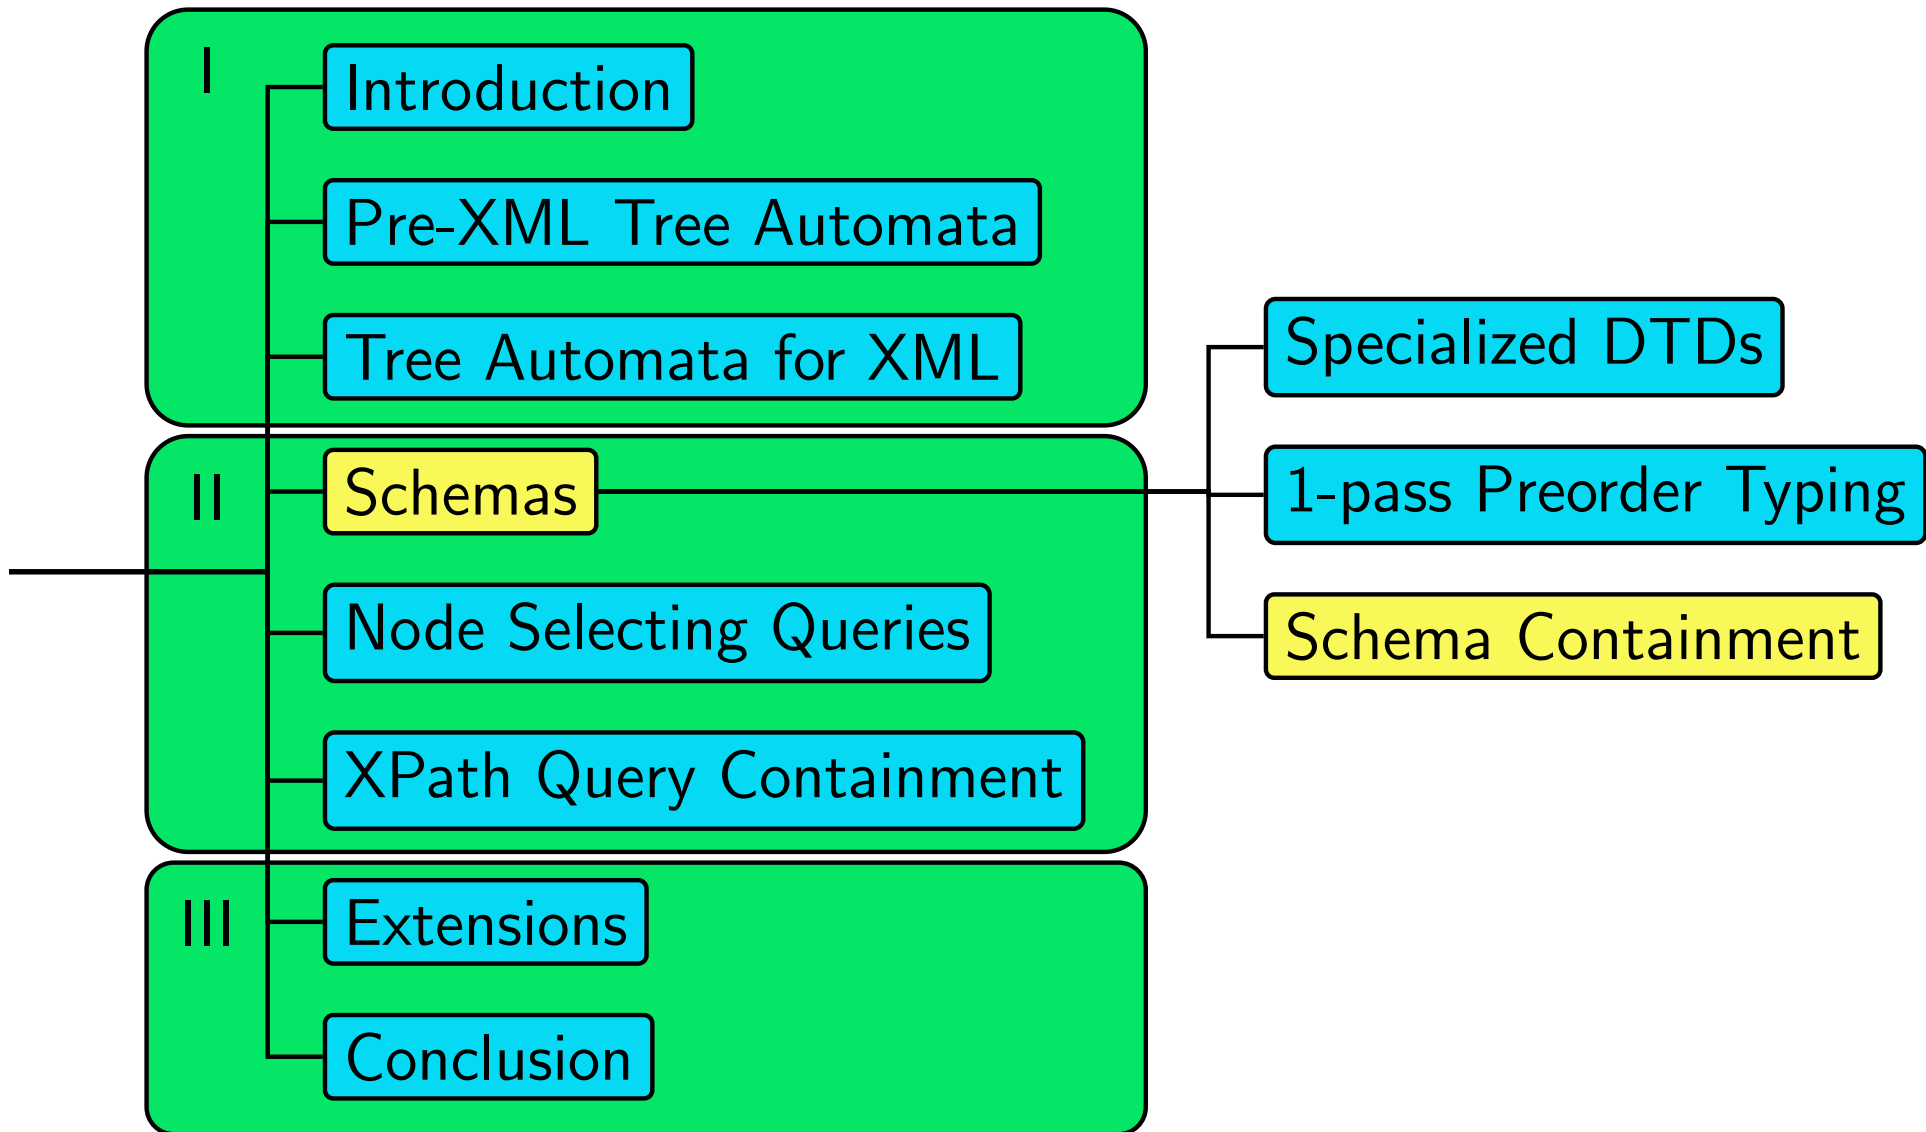 I
Introduction
Pre-XML Tree Automata
Tree Automata for XML
II
Schemas
Node Selecting Queries
XPath Query Containment
III
Extensions
Conclusion
Specialized DTDs
1-pass Preorder Typing
Schema Containment